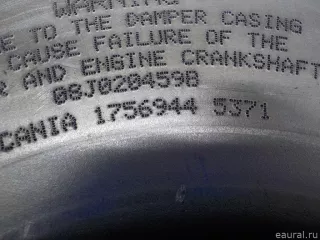 WARNING
E TO THE DAMPER CASING
CAUSE FAILURE OF THE
R AND ENGINE CRANKSHAFT
08J020459B
CANIA 1756944 5371
eaural.ru